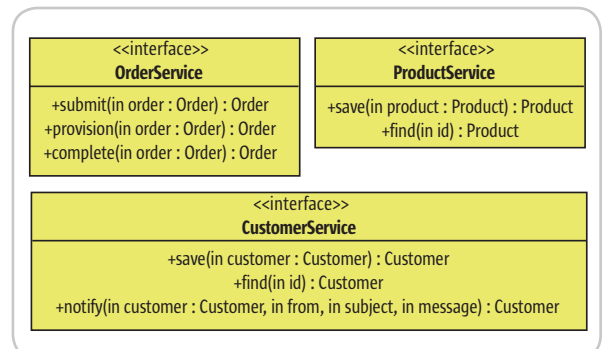 <<interface>>
OrderService
+submit(in order : Order) : Order
+provision(in order : Order) : Order
+complete(in order : Order) : Order
<<interface>>
ProductService
+save(in product : Product) : Product
+find(in id) : Product
<<interface>>
CustomerService
+save(in customer : Customer) : Customer
+find(in id) : Customer
+notify(in customer : Customer, in from, in subject, in message) : Customer